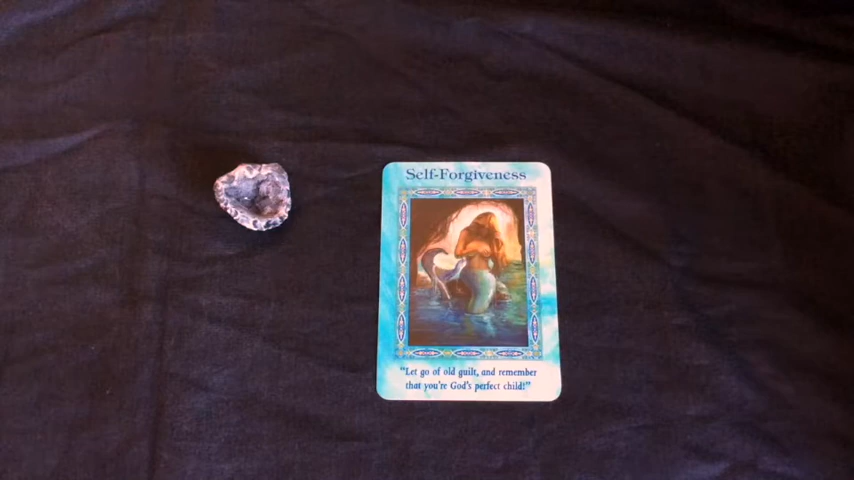 Self-Forgiveness
"Let go of old guilt, and remember
that you're God's perfect child!"